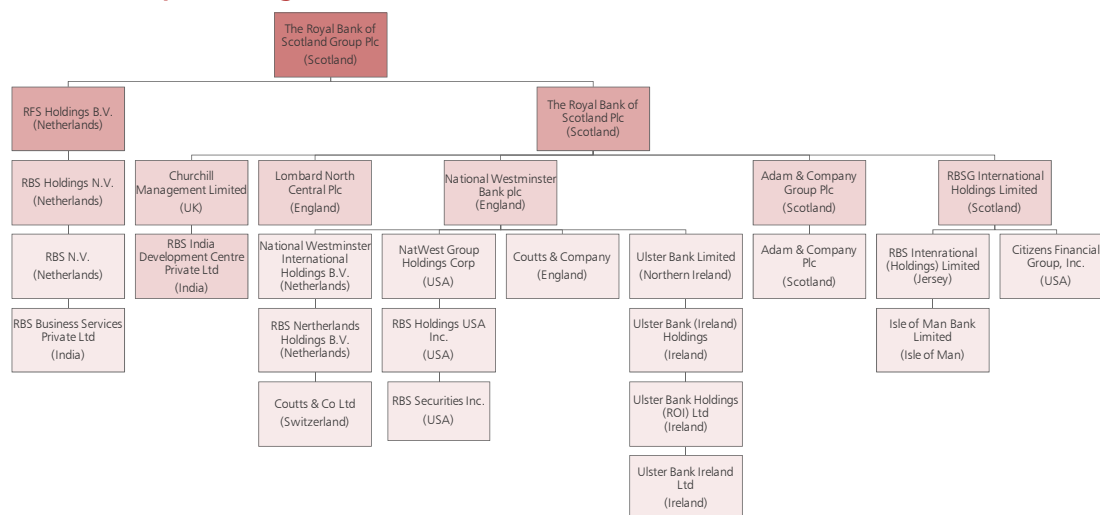 The Royal Bank of
Scotland Group Plc
(Scotland)
RFS Holdings B.V.
(Netherlands)
The Royal Bank of
Scotland Plc
(Scotland)
RBS Holdings N.V.
(Netherlands)
Churchill
Management Limited
(UK)
Lombard North
Central Plc
(England)
National Westminster
Bank plc
(England)
Adam & Company
Group Plc
(Scotland)
RBSG International
Holdings Limited
(Scotland)
RBS N.V.
(Netherlands)
RBS India
Development Centre
Private Ltd
(India)
National Westminster
International
Holdings B.V.
(Netherlands)
NatWest Group
Holdings Corp
(USA)
Coutts & Company
(England)
Ulster Bank Limited
(Northern Ireland)
Adam & Company
Plc
(Scotland)
RBS International
(Holdings) Limited
(Jersey)
Citizens Financial
Group, Inc.
(USA)
RBS Business Services
Private Ltd
(India)
RBS Nertherlands
Holdings B.V.
(Netherlands)
RBS Holdings USA
Inc.
(USA)
Ulster Bank (Ireland)
Holdings
(Ireland)
Isle of Man Bank
Limited
(Isle of Man)
Coutts & Co Ltd
(Switzerland)
RBS Securities Inc.
(USA)
Ulster Bank Holdings
(ROI) Ltd
(Ireland)
Ulster Bank Ireland
Ltd
(Ireland)